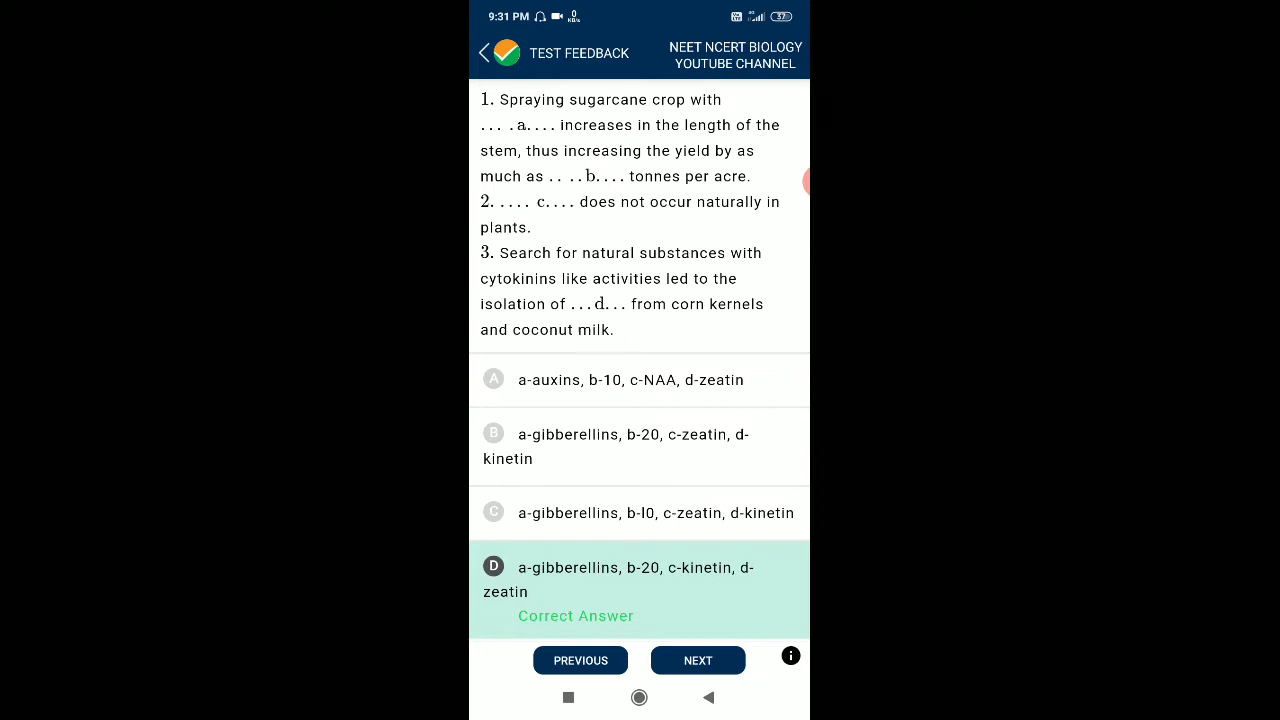 9:31 PM 0 KB/s 4G 57
TEST FEEDBACK
NEET NCERT BIOLOGY
YOUTUBE CHANNEL
1. Spraying sugarcane crop with
... .a.... increases in the length of the
stem, thus increasing the yield by as
much as .. ..b.... tonnes per acre.
2. .... c.... does not occur naturally in
plants.
3. Search for natural substances with
cytokinins like activities led to the
isolation of ...d... from corn kernels
and coconut milk.
A a-auxins, b-10, c-NAA, d-zeatin
B a-gibberellins, b-20, c-zeatin, d-
kinetin
C a-gibberellins, b-l0, c-zeatin, d-kinetin
D a-gibberellins, b-20, c-kinetin, d-
zeatin
Correct Answer
PREVIOUS NEXT i